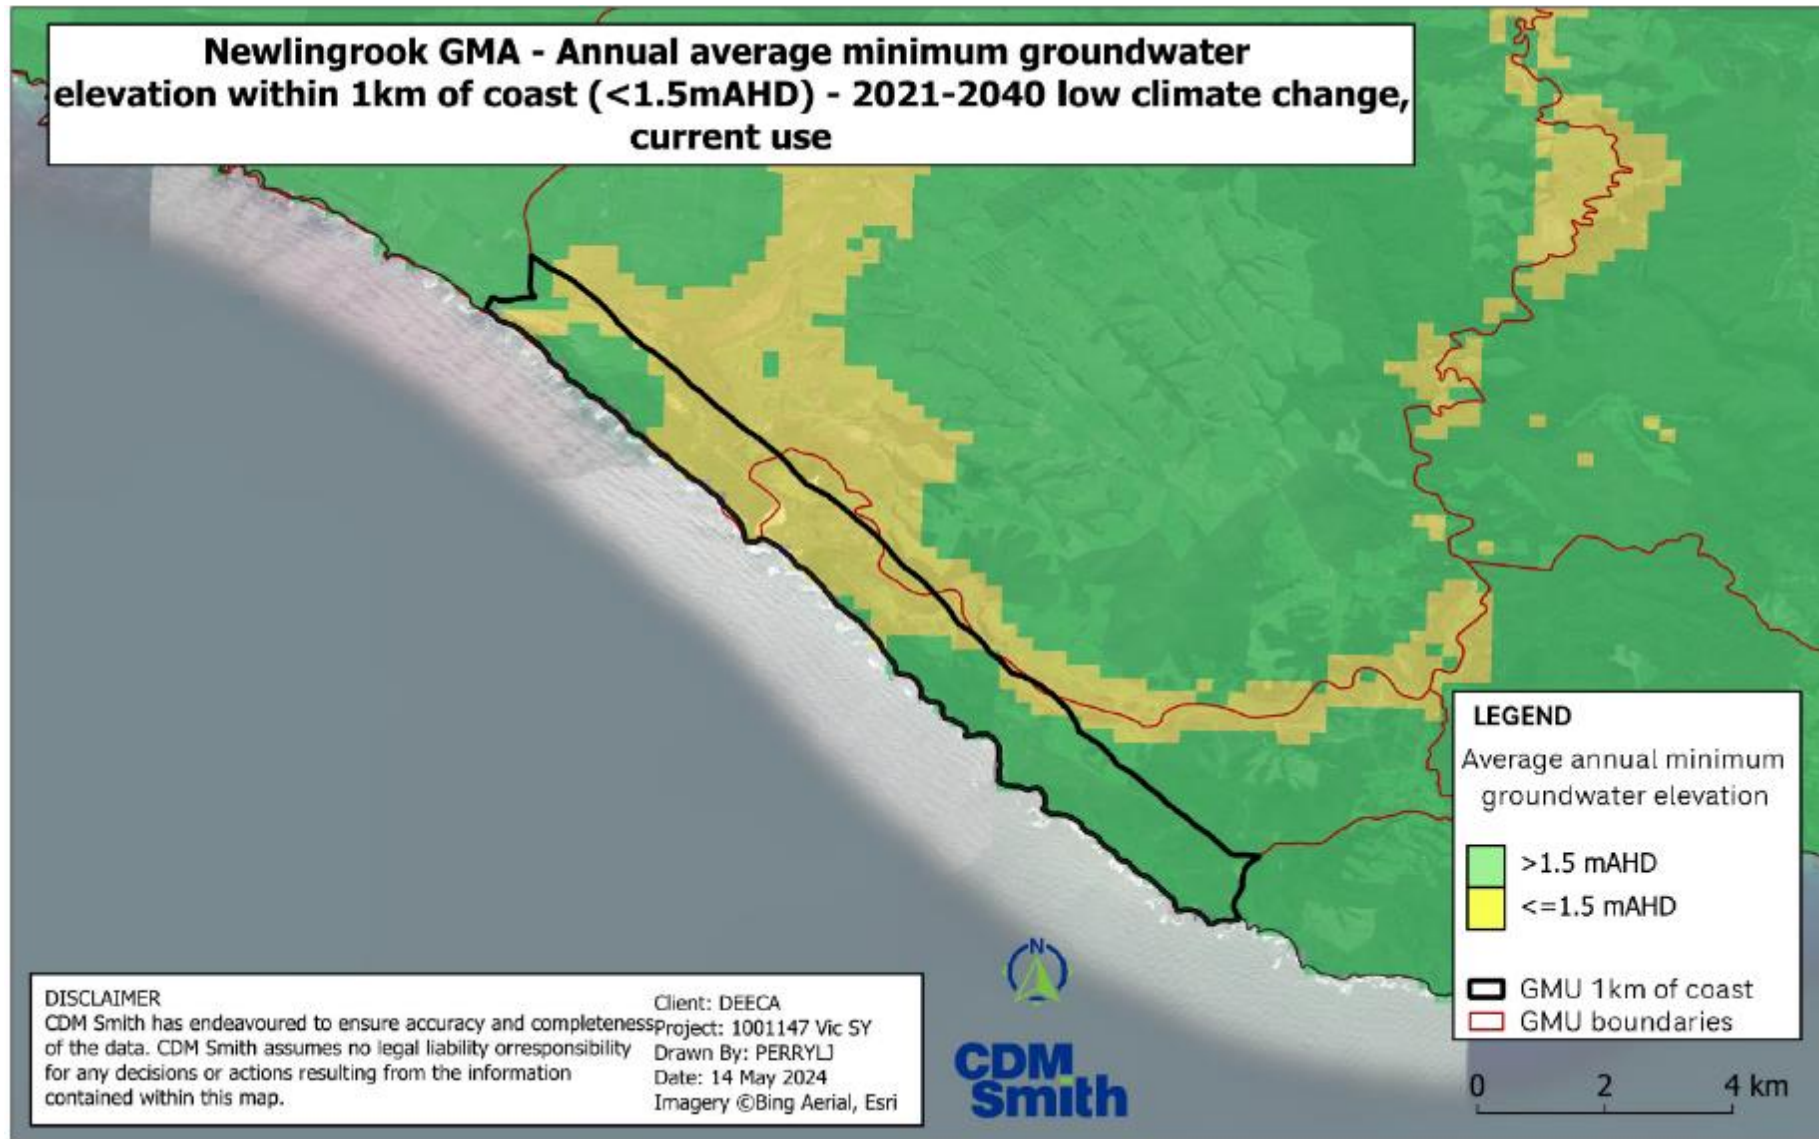 Newlingrook GMA - Annual average minimum groundwater
elevation within 1km of coast (<1.5mAHD) - 2021-2040 low climate change,
current use
LEGEND
Average annual minimum
groundwater elevation
>1.5 mAHD
<=1.5 mAHD
GMU 1km of coast
GMU boundaries
0 2 4 km
DISCLAIMER
CDM Smith has endeavoured to ensure accuracy and completeness
of the data. CDM Smith assumes no legal liability orresponsibility
for any decisions or actions resulting from the information
contained within this map.
Client: DEECA
Project: 1001147 Vic SY
Drawn By: PERRYLJ
Date: 14 May 2024
Imagery ©Bing Aerial, Esri
N
CDM
Smith